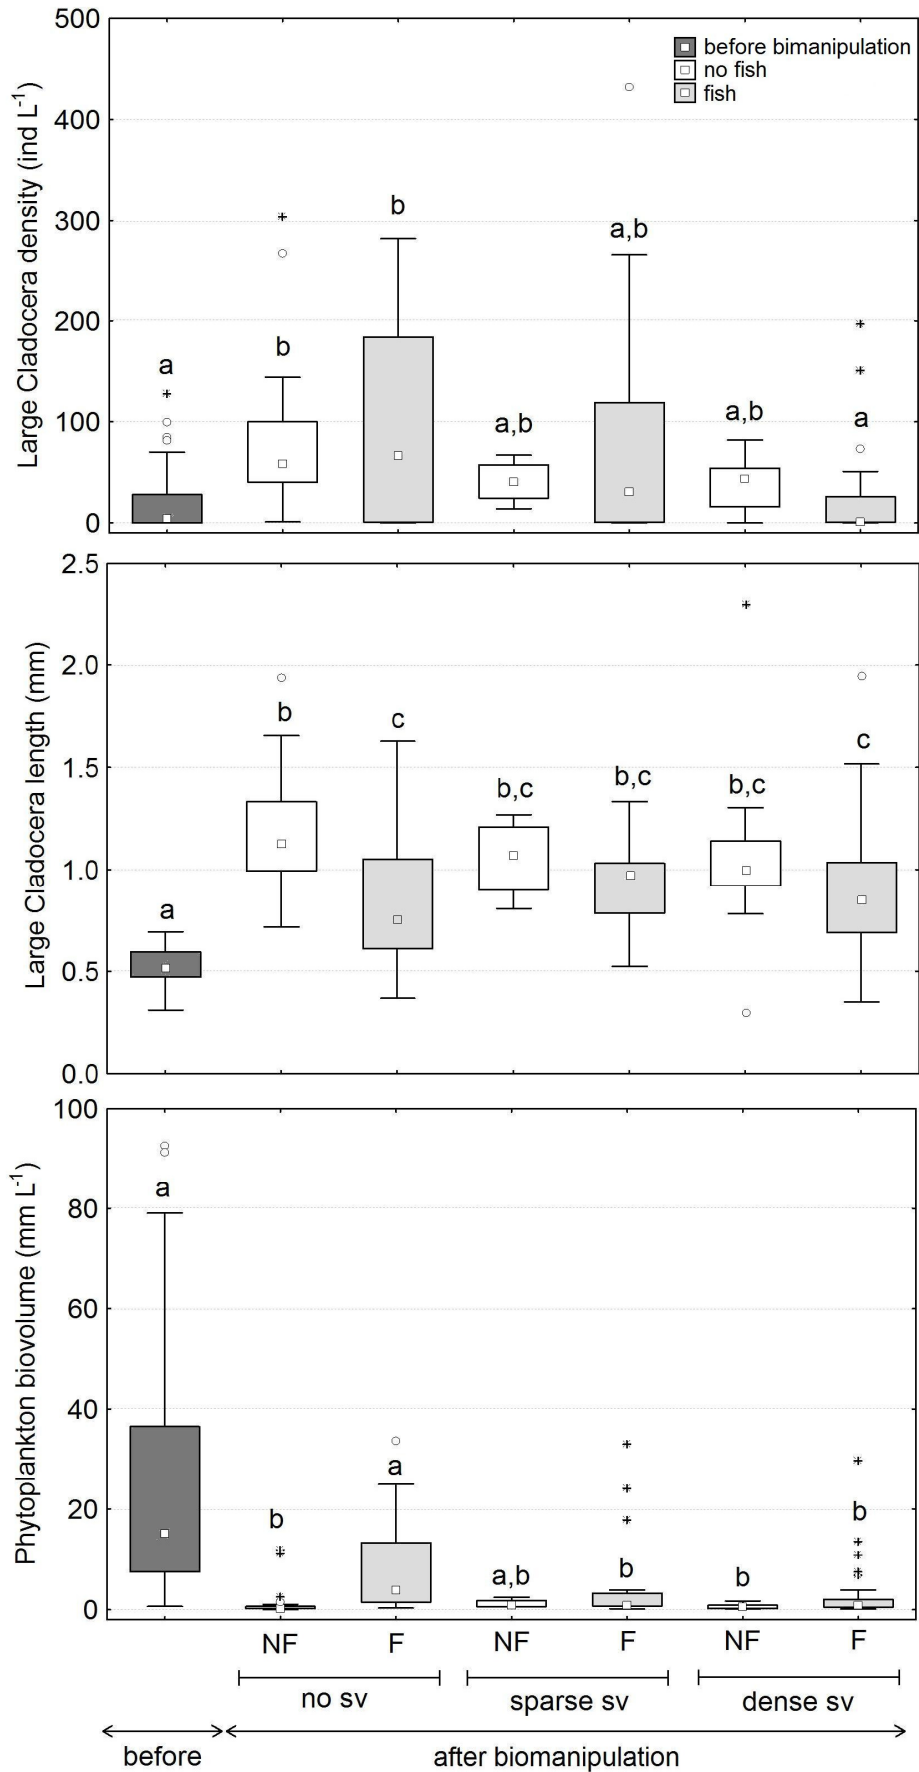 Large Cladocera density (ind L⁻¹)
500
400
300
200
100
0
before bimanipulation
no fish
fish
a
b
b
a,b
a,b
a,b
a
Large Cladocera length (mm)
2.5
2.0
1.5
1.0
0.5
0.0
a
b
c
b,c
b,c
b,c
c
Phytoplankton biovolume (mm L⁻¹)
100
80
60
40
20
0
a
b
a
a,b
b
b
b
NF F NF F NF F
no sv sparse sv dense sv
before after biomanipulation